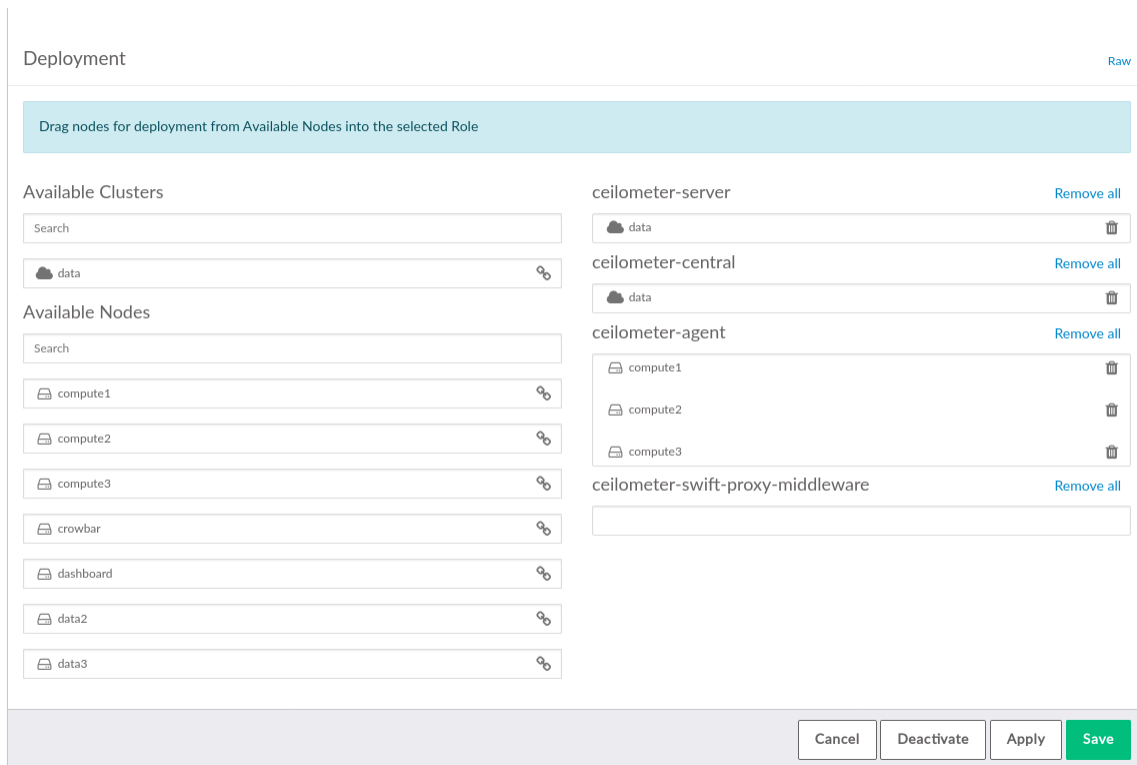 Deployment
Raw
Drag nodes for deployment from Available Nodes into the selected Role
Available Clusters
Search
data
Available Nodes
Search
compute1
compute2
compute3
crowbar
dashboard
data2
data3
ceilometer-server
Remove all
data
ceilometer-central
Remove all
data
ceilometer-agent
Remove all
compute1
compute2
compute3
ceilometer-swift-proxy-middleware
Remove all
Cancel
Deactivate
Apply
Save